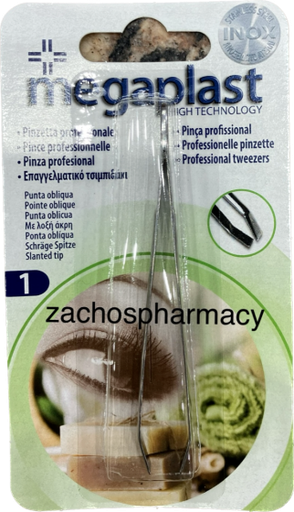 INOX
megaplast
HIGH TECHNOLOGY
• Pinzetta professionale
• Pince professionnelle
• Pinza profesional
• Επαγγελματικό τσιμπιδάκι
• Pinça profissional
• Professionelle pinzette
• Professional tweezers
Punta obliqua
Pointe oblique
Punta oblicua
Με λοξή άκρη
Ponta obliqua
Schräge Spitze
Slanted tip
1
zachospharmacy